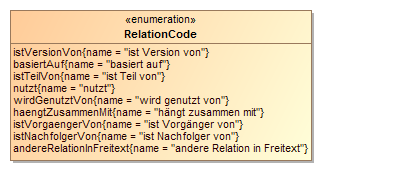 «enumeration»
RelationCode
istVersionVon{name = "ist Version von"}
basiertAuf{name = "basiert auf"}
istTeilVon{name = "ist Teil von"}
nutzt{name = "nutzt"}
wirdGenutztVon{name = "wird genutzt von"}
haengtZusammenMit{name = "hängt zusammen mit"}
istVorgaengerVon{name = "ist Vorgänger von"}
istNachfolgerVon{name = "ist Nachfolger von"}
andereRelationInFreitext{name = "andere Relation in Freitext"}